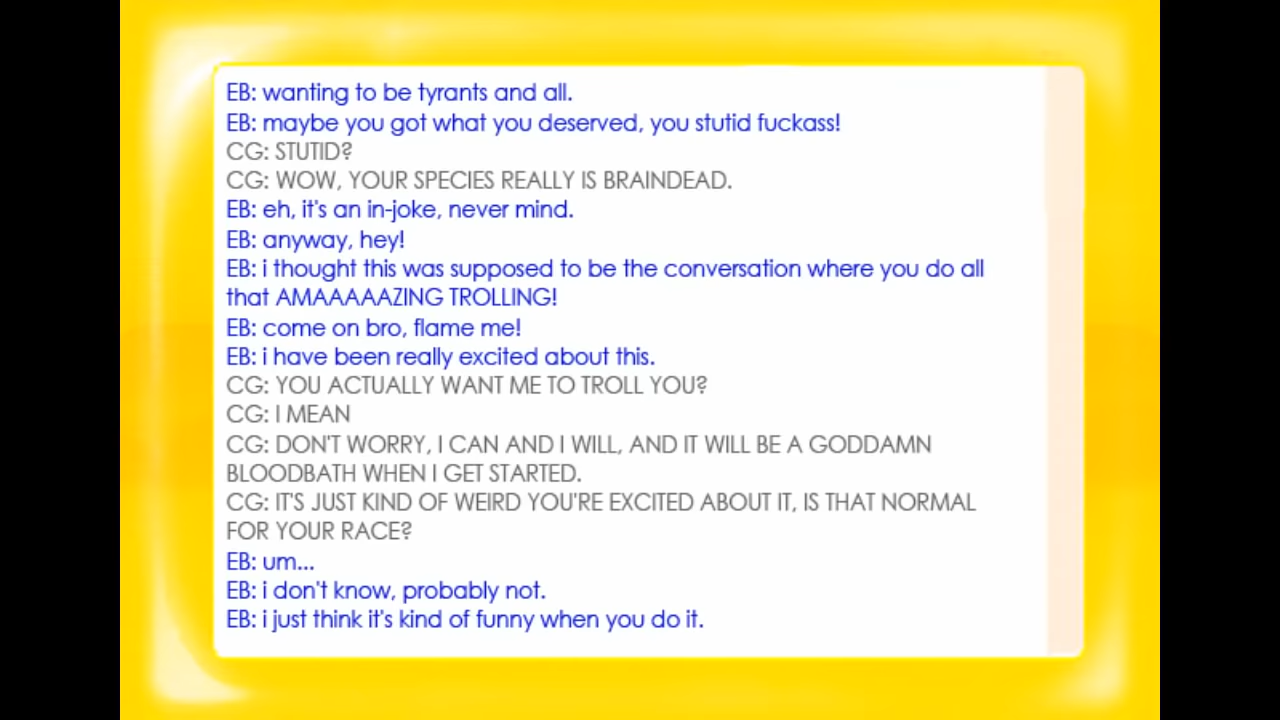 EB: wanting to be tyrants and all.
EB: maybe you got what you deserved, you stutid fuckass!
CG: STUTID?
CG: WOW, YOUR SPECIES REALLY IS BRAINDEAD.
EB: eh, it's an in-joke, never mind.
EB: anyway, hey!
EB: i thought this was supposed to be the conversation where you do all
that AMAAAAAZING TROLLING!
EB: come on bro, flame me!
EB: i have been really excited about this.
CG: YOU ACTUALLY WANT ME TO TROLL YOU?
CG: I MEAN
CG: DON'T WORRY, I CAN AND I WILL, AND IT WILL BE A GODDAMN
BLOODBATH WHEN I GET STARTED.
CG: IT'S JUST KIND OF WEIRD YOU'RE EXCITED ABOUT IT, IS THAT NORMAL
FOR YOUR RACE?
EB: um...
EB: i don't know, probably not.
EB: i just think it's kind of funny when you do it.